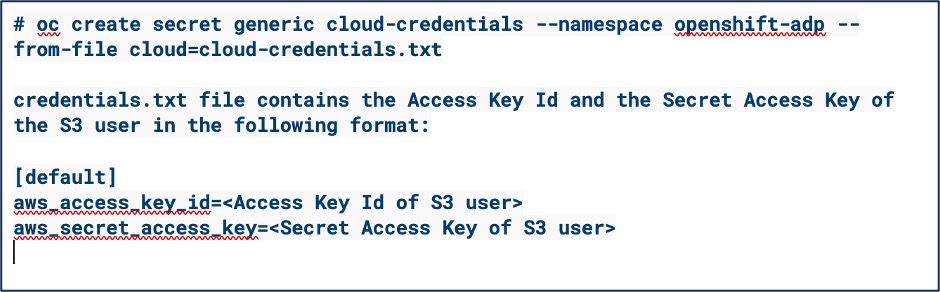 # oc create secret generic cloud-credentials --namespace openshift-adp --
from-file cloud=cloud-credentials.txt
credentials.txt file contains the Access Key Id and the Secret Access Key of
the S3 user in the following format:
[default]
aws_access_key_id=<Access Key Id of S3 user>
aws_secret_access_key=<Secret Access Key of S3 user>